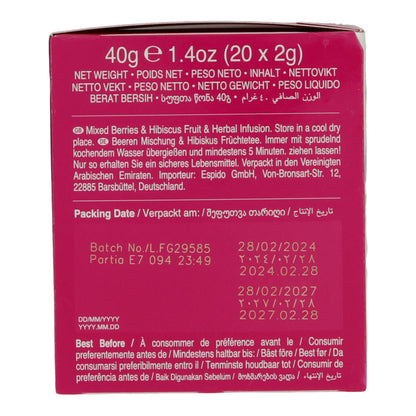 40g ℮ 1.4oz (20 x 2g)
NET WEIGHT • POIDS NET • PESO NETO • INHALT • NETTOVIKT
NETTO VEKT • PESO NETTO • NETTO GEWICHT • PESO LIQUIDO
BERAT BERSIH • სუფთა წონა 40გ • الوزن الصافي ٤٠ غرام
GB Mixed Berries & Hibiscus Fruit & Herbal Infusion. Store in a cool dry
place. DE Beeren Mischung & Hibiskus Früchtetee. Immer mit sprudelnd
kochendem Wasser übergießen und mindestens 5 Minuten. ziehen lassen!
Nur so erhalten Sie ein sicheres Lebensmittel. Verpackt in den Vereinigten
Arabischen Emiraten. Importeur: Espido GmbH, Von-Bronsart-Str. 12,
22885 Barsbüttel, Deutschland.
Packing Date / Verpackt am: / შეფუთვა თარიღი / تاريخ الإنتاج
Batch No/L.FG29585
Partia E7 094 23:49
28/02/2024
٢٠٢٤/٠٢/٢٨
2024.02.28
28/02/2027
٢٠٢٧/٠٢/٢٨
2027.02.28
DD/MM/YYYY
YYYY.MM.DD
Best Before / À consommer de préférence avant le / Consumir
preferentemente antes de / Mindestens haltbar bis: / Bäst före / Best før / Da
consumarsi preferibilmente entro il / Tenminste houdbaar tot / Consumir de
preferência antes de / Baik Digunakan Sebelum / მოხმარების ვადა / تاريخ الانتهاء